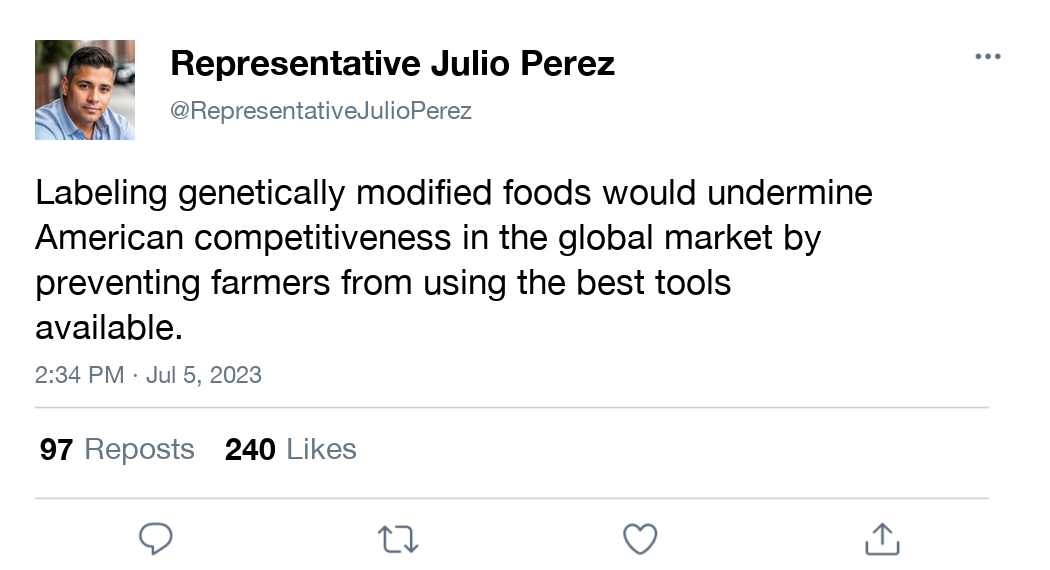 Representative Julio Perez
@RepresentativeJulioPerez
Labeling genetically modified foods would undermine
American competitiveness in the global market by
preventing farmers from using the best tools
available.
2:34 PM · Jul 5, 2023
97 Reposts 240 Likes